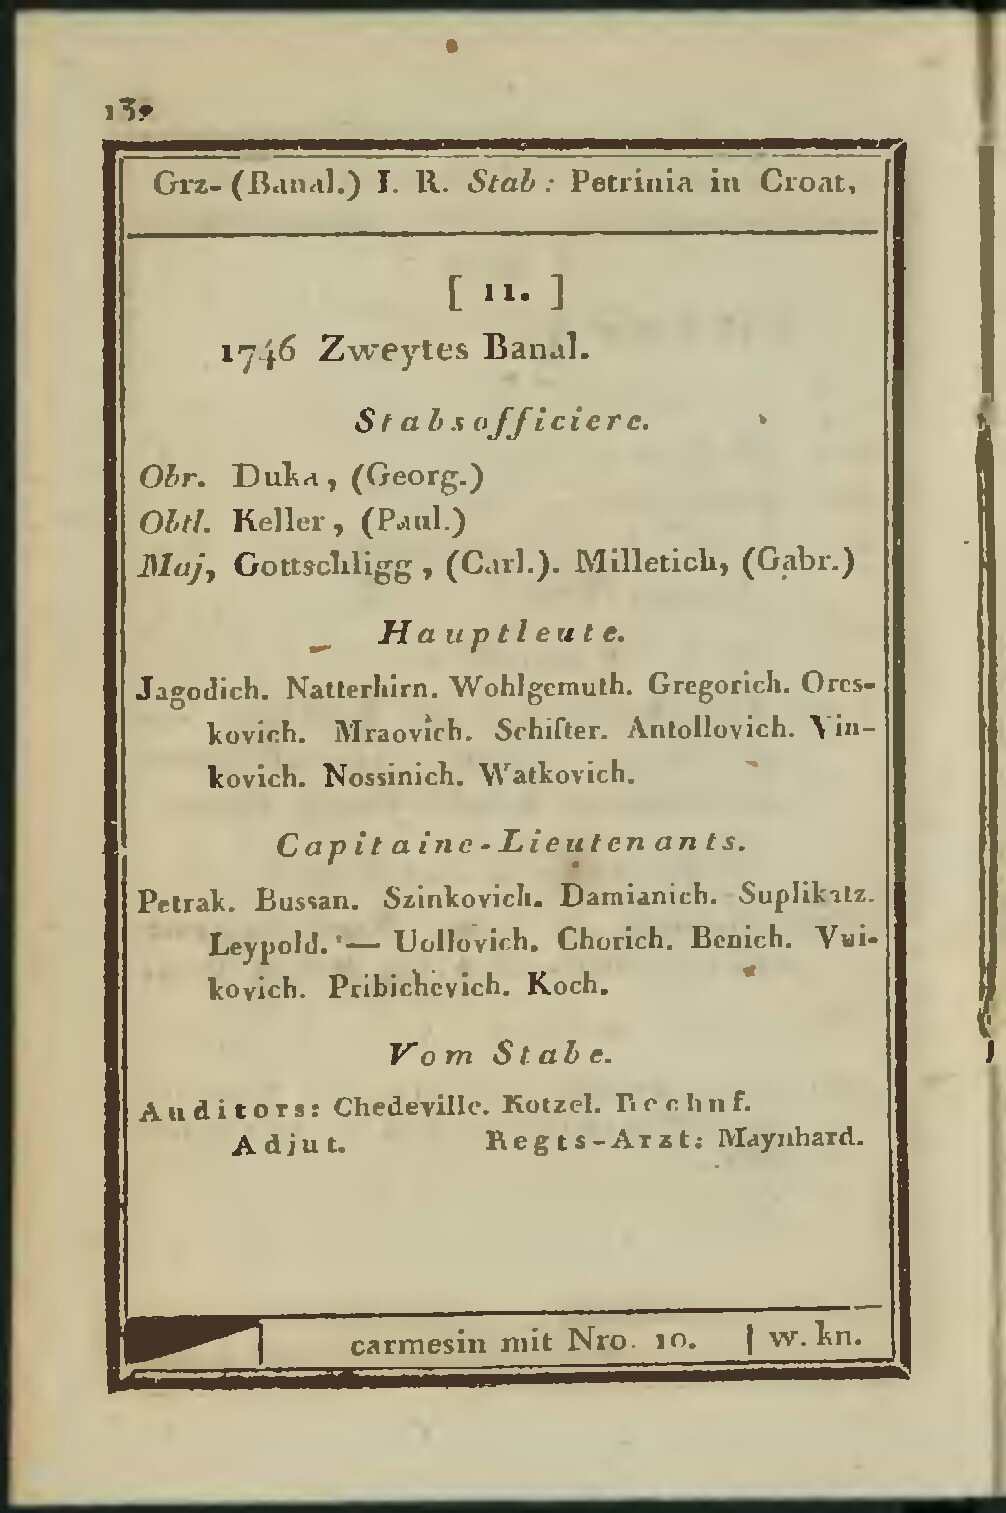 132
Grz- (Banal.) I. R. Stab: Petrinia in Croat,
[ 11. ]
1746 Zweytes Banal.
Stabsofficiere.
Obr. Duka, (Georg.)
Obtl. Keller, (Paul.)
Maj, Gottschligg, (Carl.). Milletich, (Gabr.)
Hauptleute.
Jagodich. Natterhirn. Wohlgemuth. Gregorich. Ores-
kovich. Mraovich. Schifter. Antollovich. Vin-
kovich. Nossinich. Watkovich.
Capitaine-Lieutenants.
Petrak. Bussan. Szinkovich. Damianich. Suplikatz.
Leypold. — Uollovich. Chorich. Benich. Vui-
kovich. Pribichevich. Koch.
Vom Stabe.
Auditors: Chedeville. Kotzel. Rechnf.
Adjut. Regts-Arzt: Maynhard.
carmesin mit Nro. 10. | w. kn.